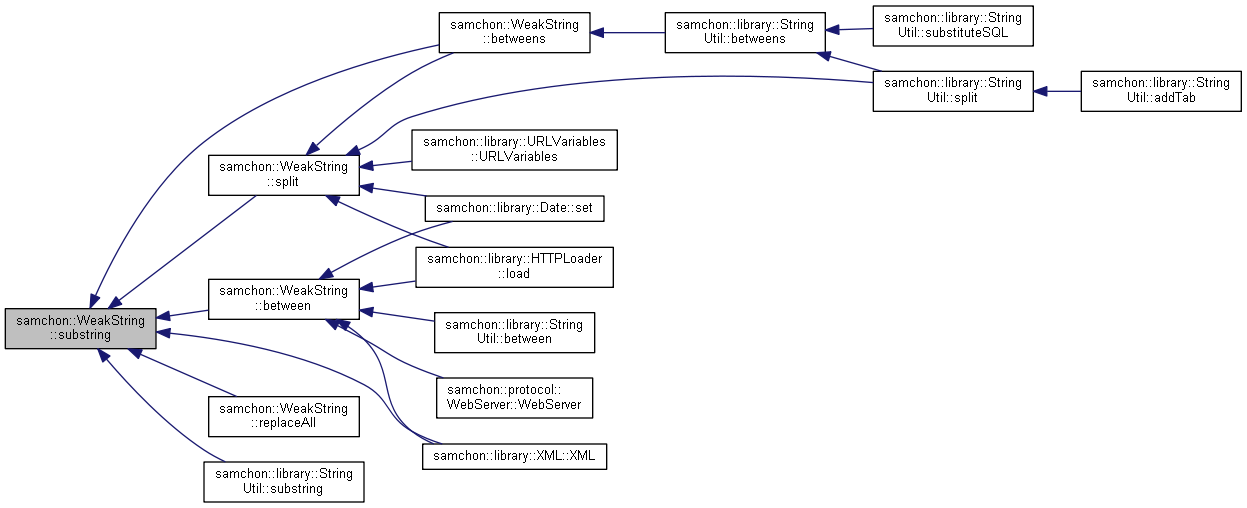 samchon::WeakString
::betweens
samchon::library::String
Util::betweens
samchon::library::String
Util::substituteSQL
samchon::library::String
Util::split
samchon::library::String
Util::addTab
samchon::library::URLVariables
::URLVariables
samchon::WeakString
::split
samchon::library::Date::set
samchon::library::HTTPLoader
::load
samchon::WeakString
::between
samchon::WeakString
::substring
samchon::library::String
Util::between
samchon::protocol::
WebServer::WebServer
samchon::WeakString
::replaceAll
samchon::library::XML::XML
samchon::library::String
Util::substring